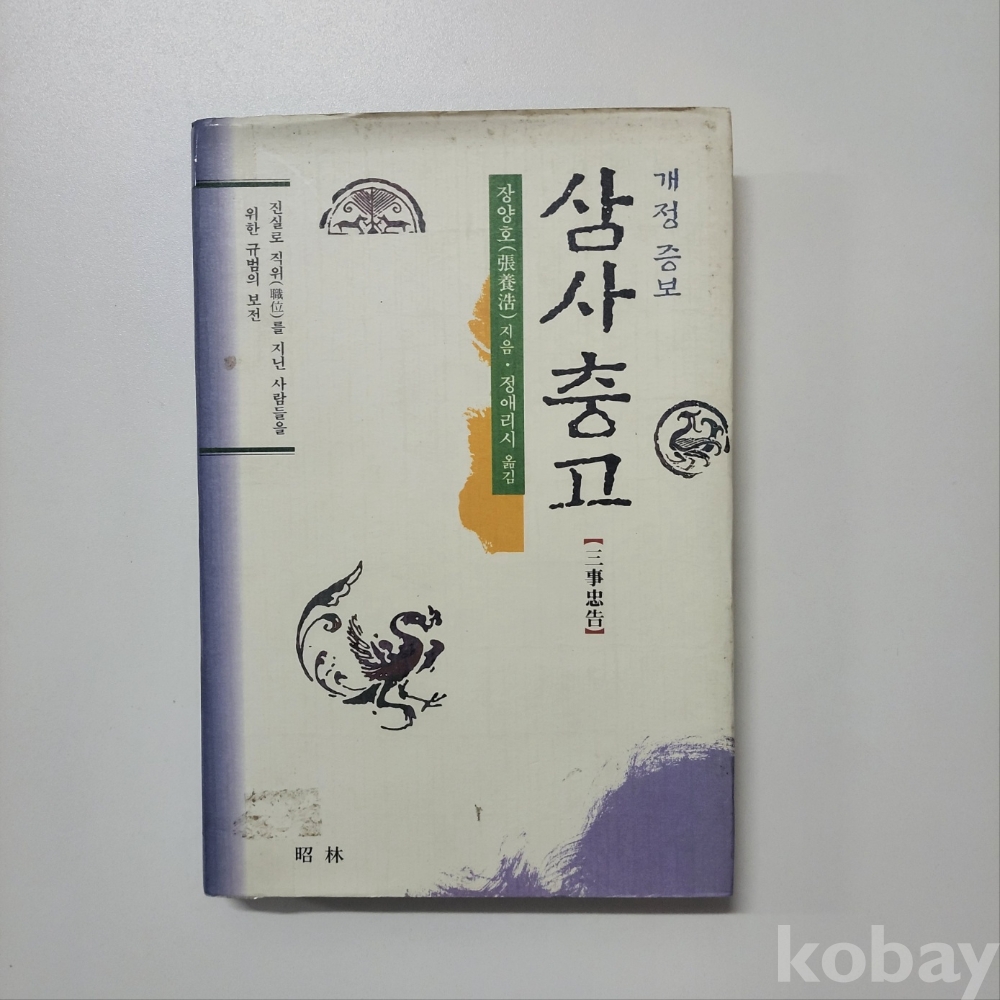 개정 증보
삼사충고
【三事忠告】
장양호(張養浩) 지음 · 정애리시 옮김
진실로 직위(職位)를 지닌 사람들을
위한 규범의 보전
昭林
kobay